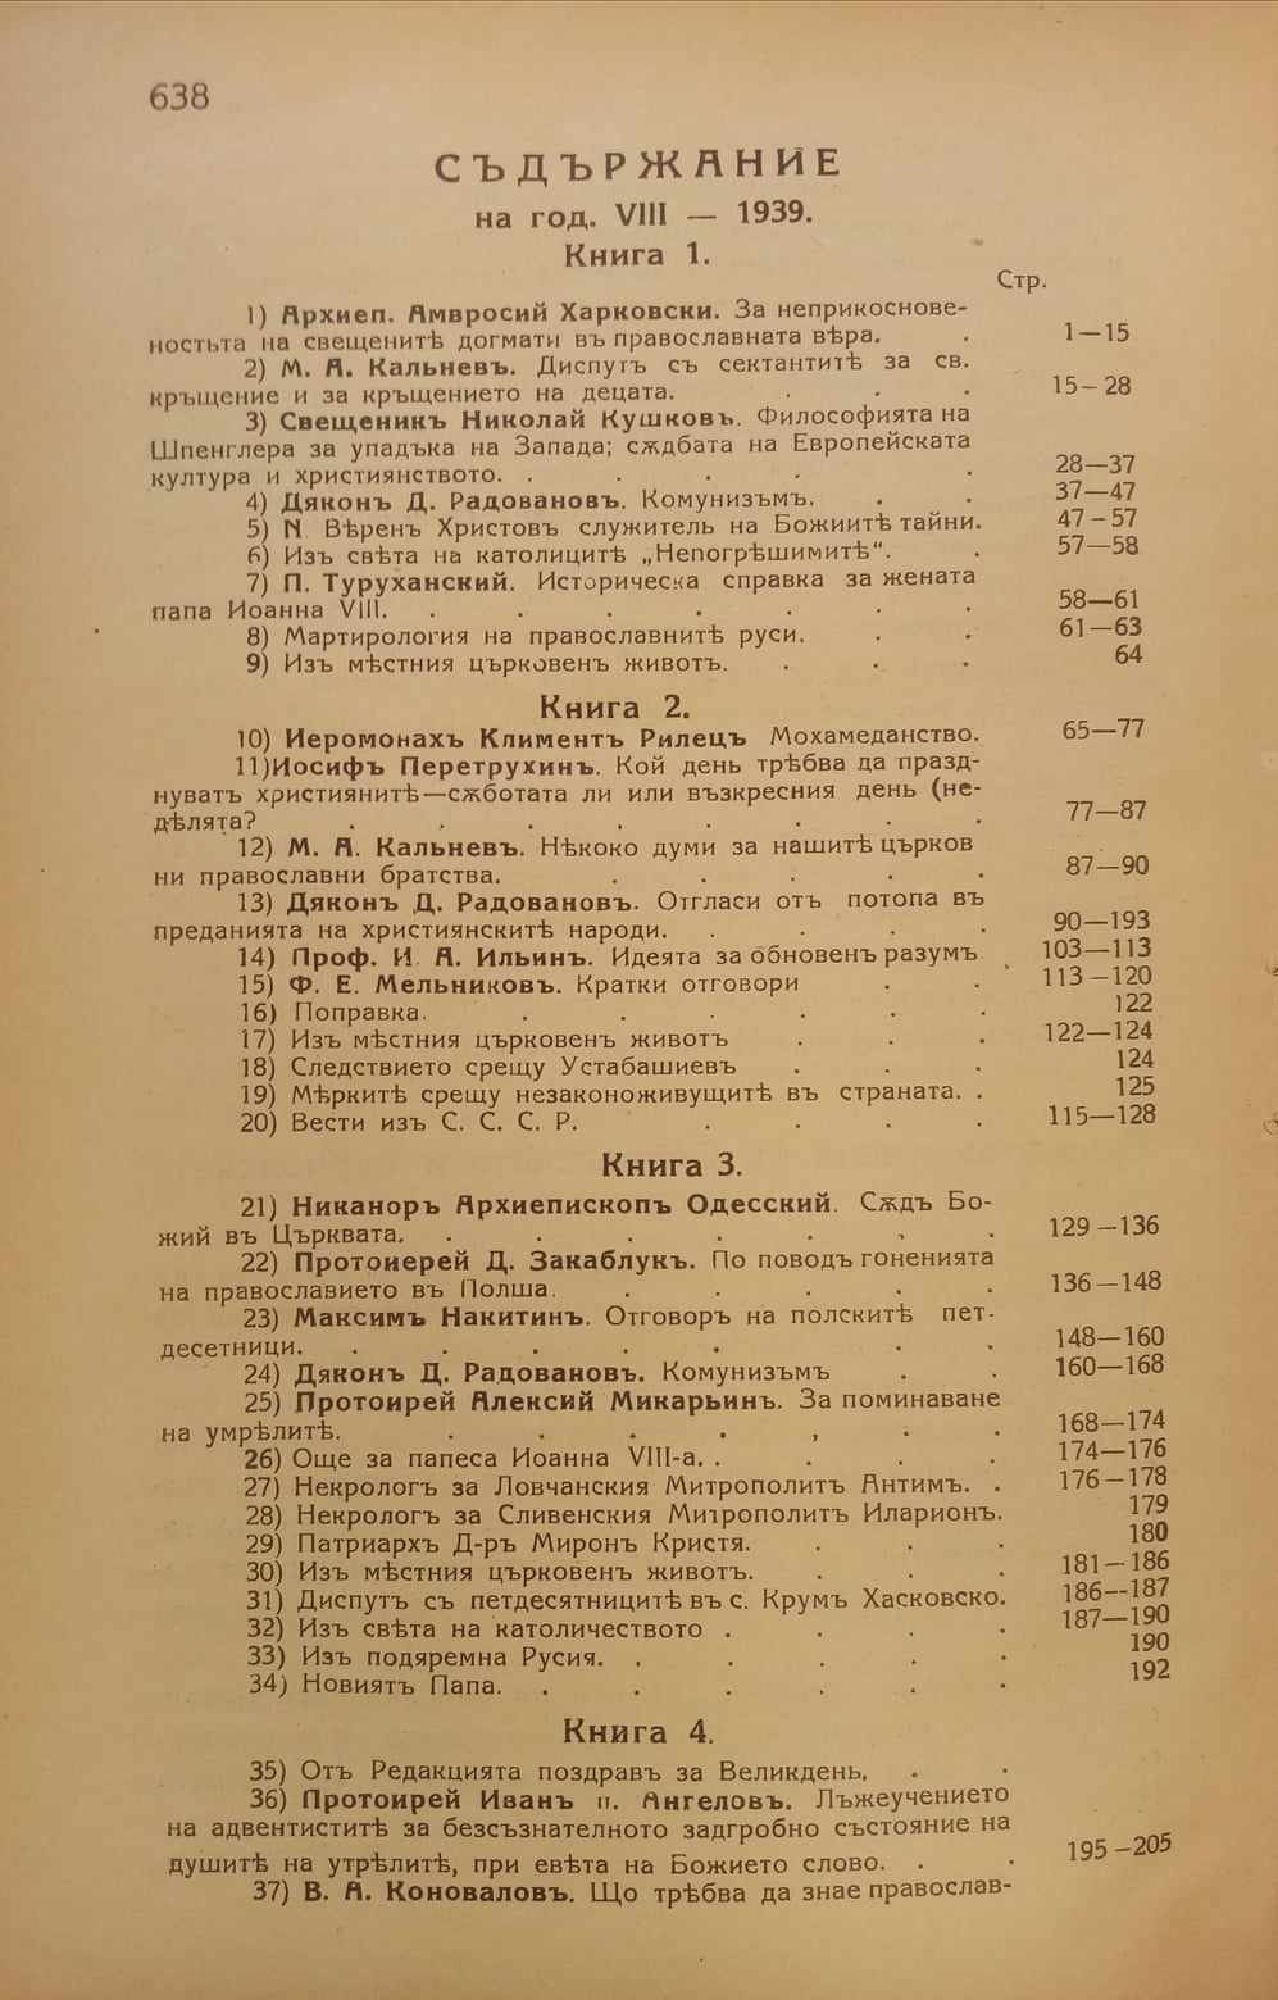 638
СЪДЪРЖАНИЕ
на год. VIII — 1939.
Книга 1.
Стр.
1) Архиеп. Амвросий Харковски. За неприкоснове-
ностьта на свещенитѣ догмати въ православната вѣра. . 1—15
2) М. А. Кальневъ. Диспутъ съ сектантитѣ за св.
кръщение и за кръщението на децата. . . . 15–28
3) Свещеникъ Николай Кушковъ. Философията на
Шпенглера за упадъка на Запада; сѫдбата на Европейската
култура и християнството. . . . . . 28—37
4) Дяконъ Д. Радовановъ. Комунизъмъ. . . 37—47
5) N. Вѣренъ Христовъ служитель на Божиитѣ тайни. 47–57
6) Изъ свѣта на католицитѣ „Непогрѣшимитѣ“. . 57—58
7) П. Туруханский. Историческа справка за жената
папа Иоанна VIII. . . . . . . . 58—61
8) Мартирология на православнитѣ руси. . . 61—63
9) Изъ мѣстния църковенъ животъ. . . . 64
Книга 2.
10) Иеромонахъ Климентъ Рилецъ Мохамеданство. 65—77
11)Иосифъ Перетрухинъ. Кой день трѣбва да празд-
нуватъ християнитѣ—сѫботата ли или възкресния день (не-
дѣлята? . . . . . . . . 77—87
12) М. А. Кальневъ. Нѣкоко думи за нашитѣ църков
ни православни братства. . . . . . 87—90
13) Дяконъ Д. Радовановъ. Отгласи отъ потопа въ
преданията на християнскитѣ народи. . . . . 90—193
14) Проф. И. А. Ильинъ. Идеята за обновенъ разумъ . 103—113
15) Ф. Е. Мельниковъ. Кратки отговори . . 113—120
16) Поправка. . . . . . . 122
17) Изъ мѣстния църковенъ животъ . . . 122—124
18) Следствието срещу Устабашиевъ . . . 124
19) Мѣркитѣ срещу незаконоживущитѣ въ страната. . 125
20) Вести изъ С. С. С. Р. . . . . 115—128
Книга 3.
21) Никаноръ Архиепископъ Одесский. Сѫдъ Бо-
жий въ Църквата. . . . . . . . 129—136
22) Протоиерей Д. Закаблукъ. По поводъ гоненията
на православието въ Полша. . . . . . 136—148
23) Максимъ Накитинъ. Отговоръ на полскитѣ пет-
десетници. . . . . . . . 148—160
24) Дяконъ Д. Радовановъ. Комунизъмъ . . 160—168
25) Протоирей Алексий Микарьинъ. За поминаване
на умрѣлитѣ. . . . . , . . 168—174
26) Още за папеса Иоанна VIII-а. . . . . 174—176
27) Некрологъ за Ловчанския Митрополитъ Антимъ. . 176–178
28) Некрологъ за Сливенския Митрополитъ Иларионъ. 179
29) Патриархъ Д-ръ Миронъ Кристя. . . . 180
30) Изъ мѣстния църковенъ животъ. . . . 181—186
31) Диспутъ съ петдесятницитѣ въ с. Крумъ Хасковско. 186—187
32) Изъ свѣта на католичеството . . . . 187—190
33) Изъ подяремна Русия. . . . . . 190
34) Новиятъ Папа. . . . . . . 192
Книга 4.
35) Отъ Редакцията поздравъ за Великдень. . .
36) Протоирей Иванъ п. Ангеловъ. Лъжеучението
на адвентиститѣ за безсъзнателното задгробно състояние на
душитѣ на утрѣлитѣ, при евѣта на Божието слово. . . 195–205
37) В. А. Коноваловъ. Що трѣбва да знае православ-